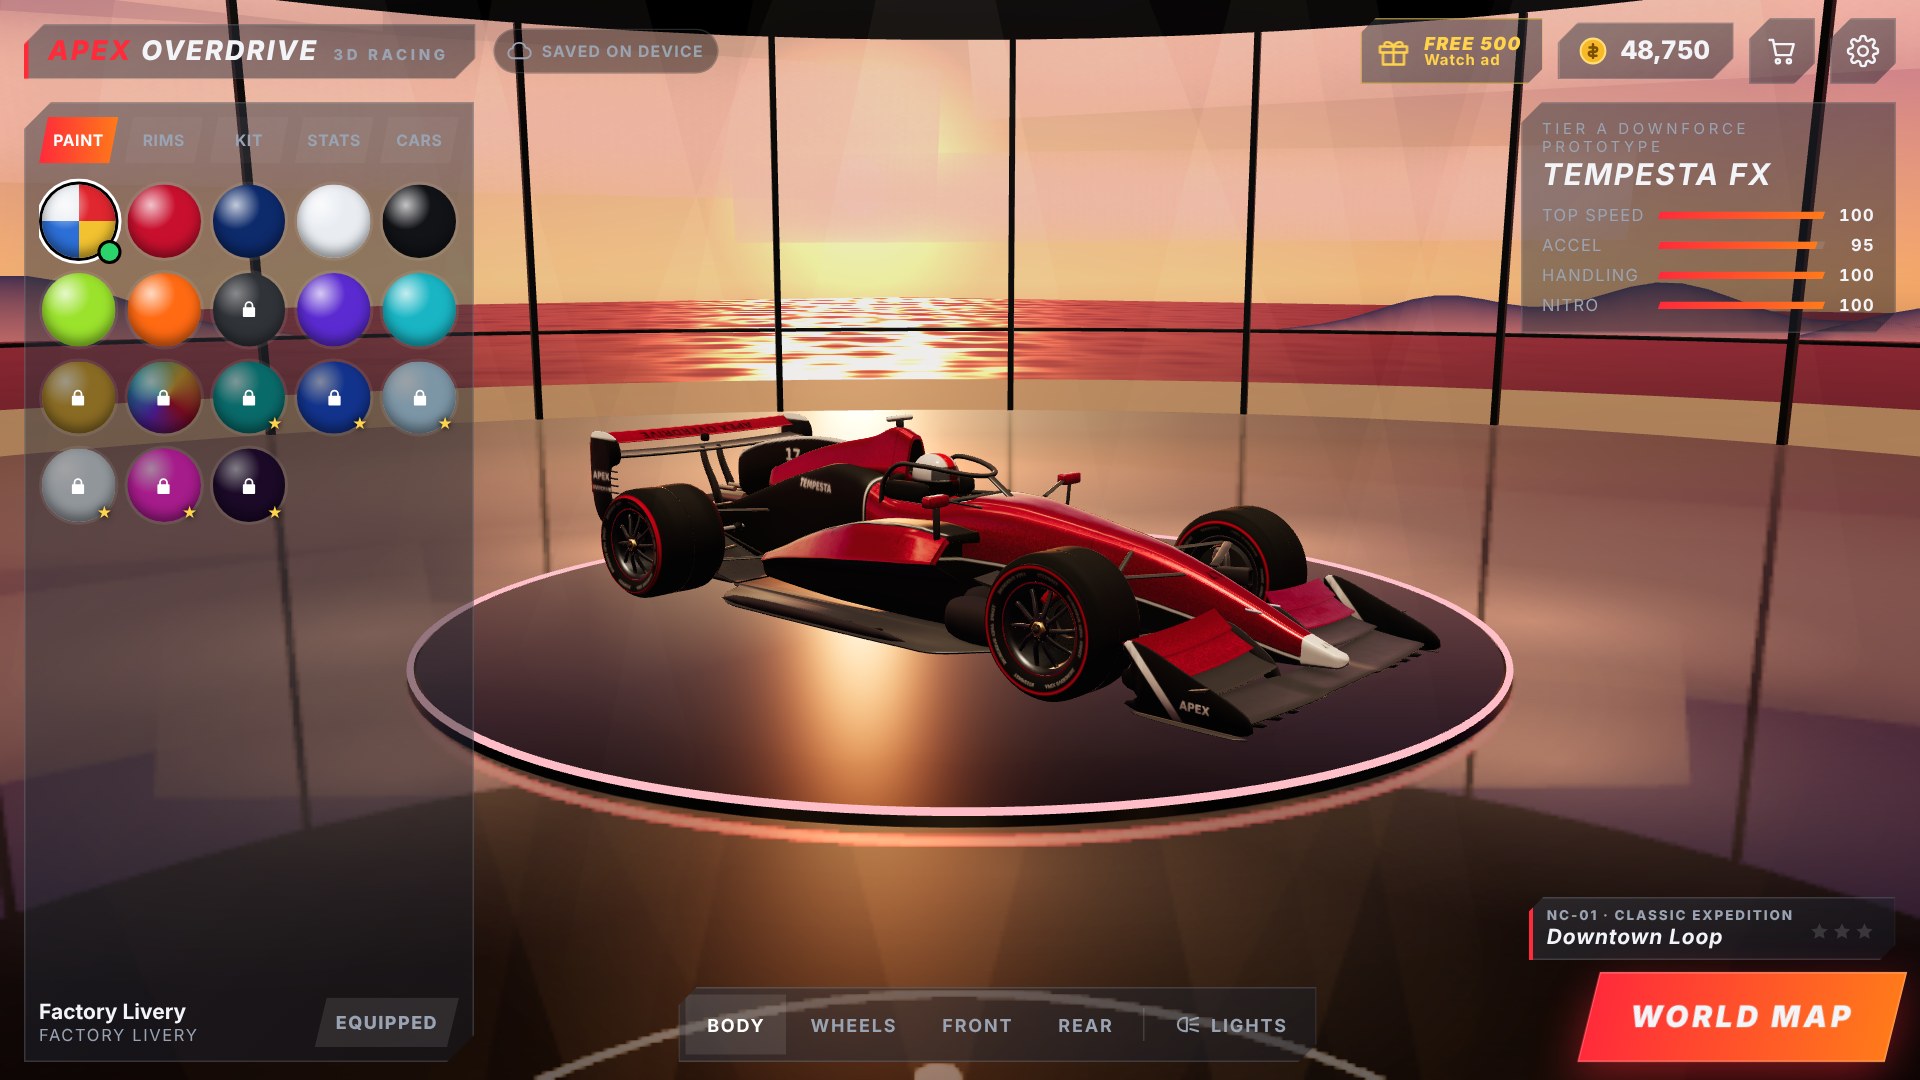 APEX OVERDRIVE 3D RACING
SAVED ON DEVICE
FREE 500
Watch ad
48,750
PAINT RIMS KIT STATS CARS
TIER A DOWNFORCE
PROTOTYPE
TEMPESTA FX
TOP SPEED 100
ACCEL 95
HANDLING 100
NITRO 100
17
TEMPESTA
APEX
APEX
NC-01 · CLASSIC EXPEDITION
Downtown Loop
WORLD MAP
Factory Livery
FACTORY LIVERY
EQUIPPED
BODY WHEELS FRONT REAR LIGHTS